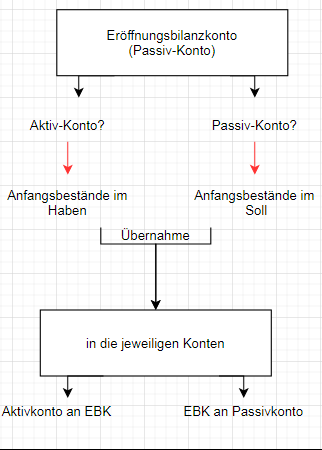 Eröffnungsbilanzkonto
(Passiv-Konto)
Aktiv-Konto?
Passiv-Konto?
Anfangsbestände im
Haben
Anfangsbestände im
Soll
Übernahme
in die jeweiligen Konten
Aktivkonto an EBK
EBK an Passivkonto